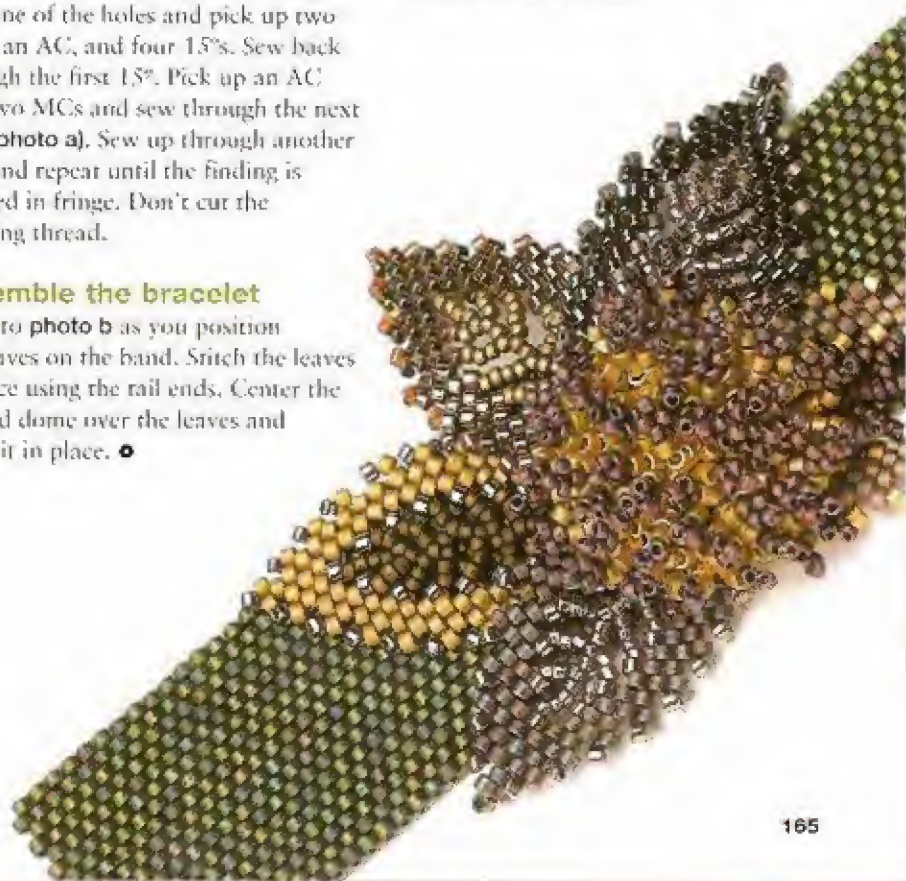 ne of the holes and pick up two
an AC, and four 15°s. Sew back
gh the first 15°. Pick up an AC
wo MCs and sew through the next
photo a). Sew up through another
nd repeat until the finding is
ed in fringe. Don't cut the
ng thread.
emble the bracelet
to photo b as you position
aves on the band. Stitch the leaves
ce using the tail ends. Center the
d dome over the leaves and
it in place.
165